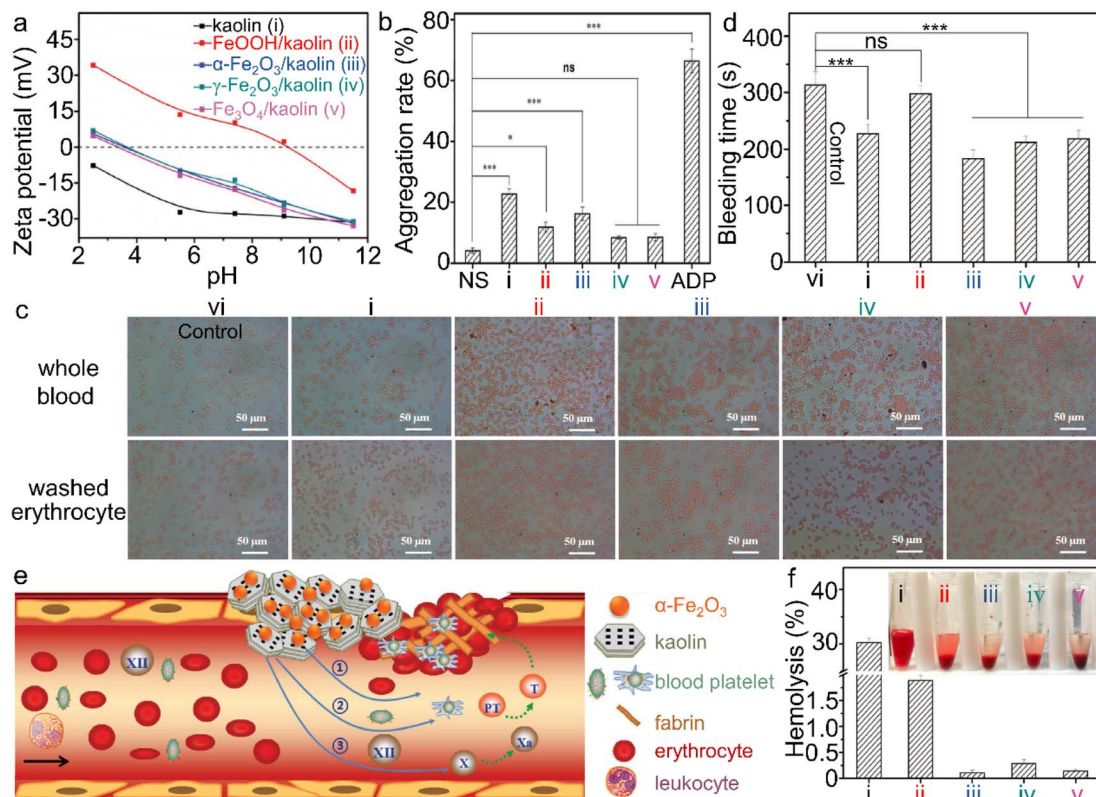 a
Zeta potential (mV)
45
30
15
0
-15
-30
kaolin (i)
FeOOH/kaolin (ii)
α-Fe₂O₃/kaolin (iii)
γ-Fe₂O₃/kaolin (iv)
Fe₃O₄/kaolin (v)
2 3 4 5 6 7 8 9 10 11 12
pH
b
Aggregation rate (%)
80
60
40
20
0
***
ns
***
*
***
NS i ii iii iv v ADP
d
Bleeding time (s)
400
300
200
100
0
***
ns
***
Control
vi i ii iii iv v
c
vi i ii iii iv v
whole
blood
Control
50 μm 50 μm 50 μm 50 μm 50 μm 50 μm
washed
erythrocyte
50 μm 50 μm 50 μm 50 μm 50 μm 50 μm
e
XII
①
②
③
XII
PT
T
X
Xa
α-Fe₂O₃
kaolin
blood platelet
fabrin
erythrocyte
leukocyte
f
Hemolysis (%)
40
30
1.5
1.0
0.5
0
i ii iii iv v
i ii iii iv v